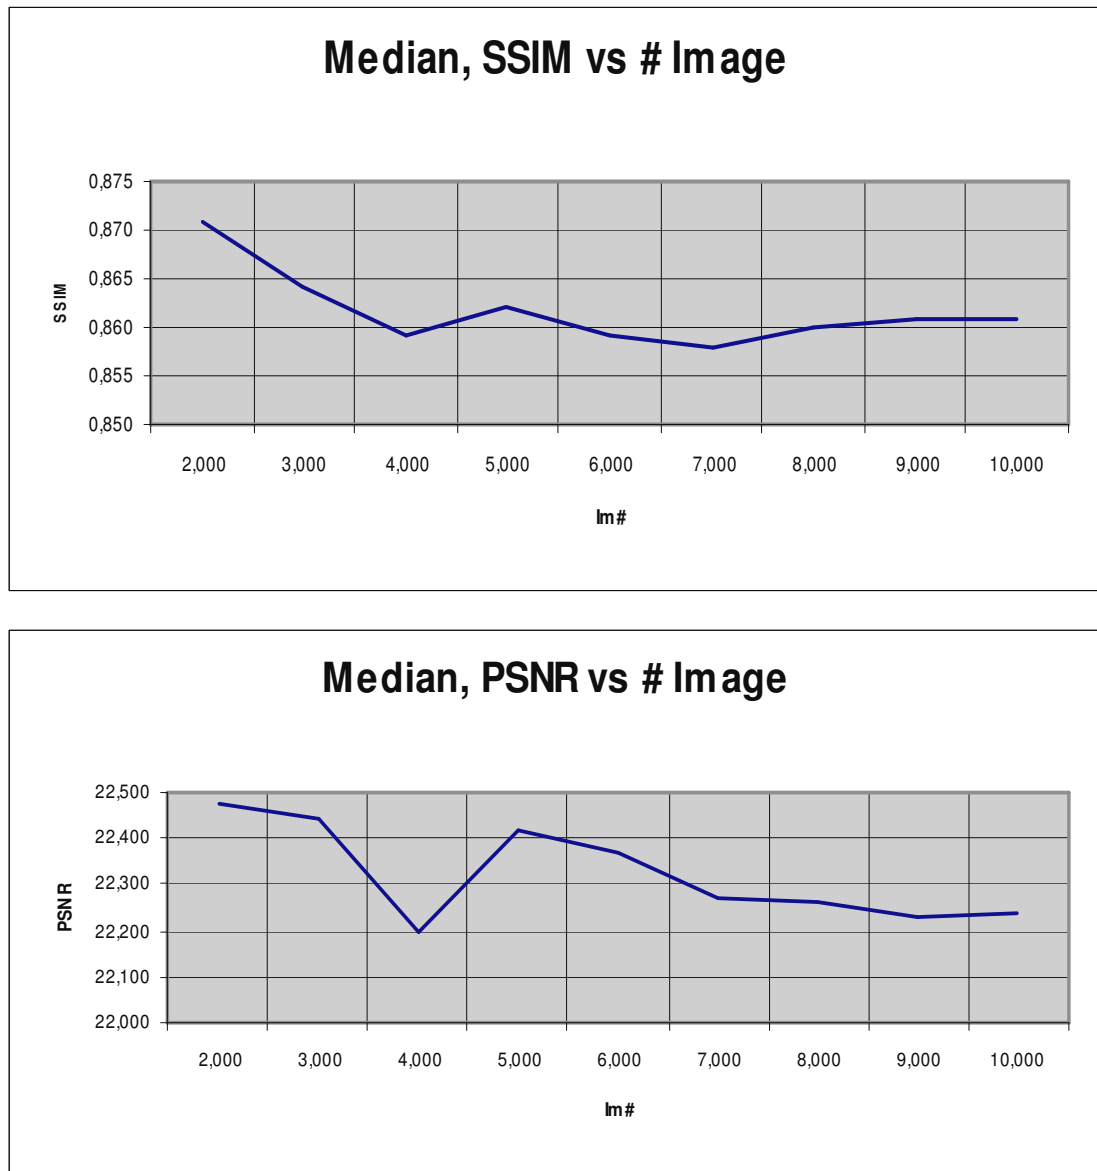 Median, SSIM vs # Image
0,875
0,870
0,865
0,860
0,855
0,850
SSIM
2,000 3,000 4,000 5,000 6,000 7,000 8,000 9,000 10,000
Im#
Median, PSNR vs # Image
22,500
22,400
22,300
22,200
22,100
22,000
PSNR
2,000 3,000 4,000 5,000 6,000 7,000 8,000 9,000 10,000
Im#